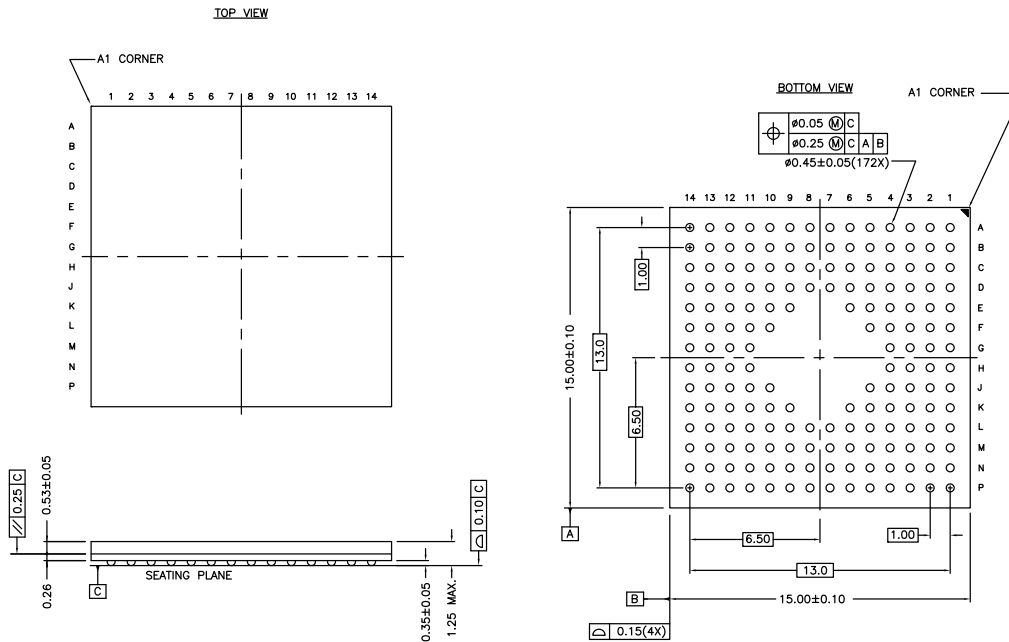 TOP VIEW
A1 CORNER
1 2 3 4 5 6 7 8 9 10 11 12 13 14
A
B
C
D
E
F
G
H
J
K
L
M
N
P
BOTTOM VIEW
A1 CORNER
ø0.05 Ⓜ C
ø0.25 Ⓜ C A B
ø0.45±0.05(172X)
14 13 12 11 10 9 8 7 6 5 4 3 2 1
A
B
C
D
E
F
G
H
J
K
L
M
N
P
1.00
15.00±0.10
13.0
6.50
A
6.50
1.00
13.0
B
15.00±0.10
0.15(4X)
0.25 C
0.53±0.05
0.10 C
0.26
C
SEATING PLANE
0.35±0.05
1.25 MAX.